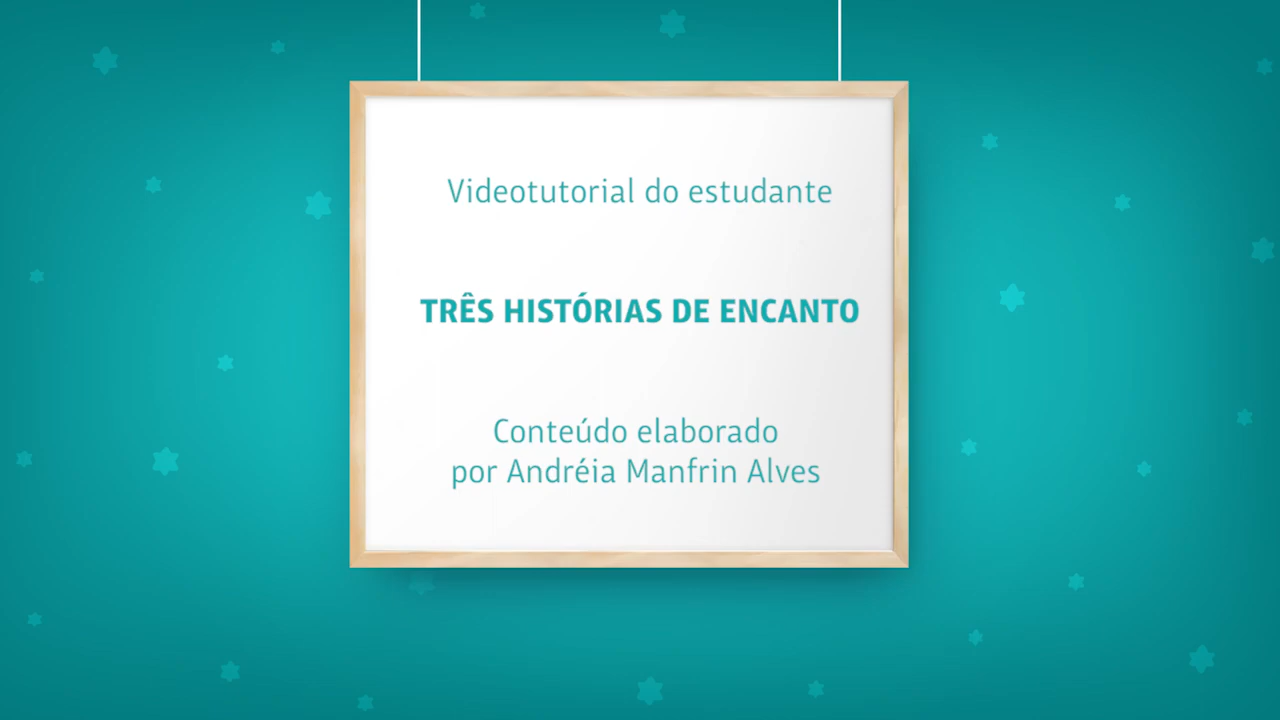 Videotutorial do estudante
TRÊS HISTÓRIAS DE ENCANTO
Conteúdo elaborado
por Andréia Manfrin Alves